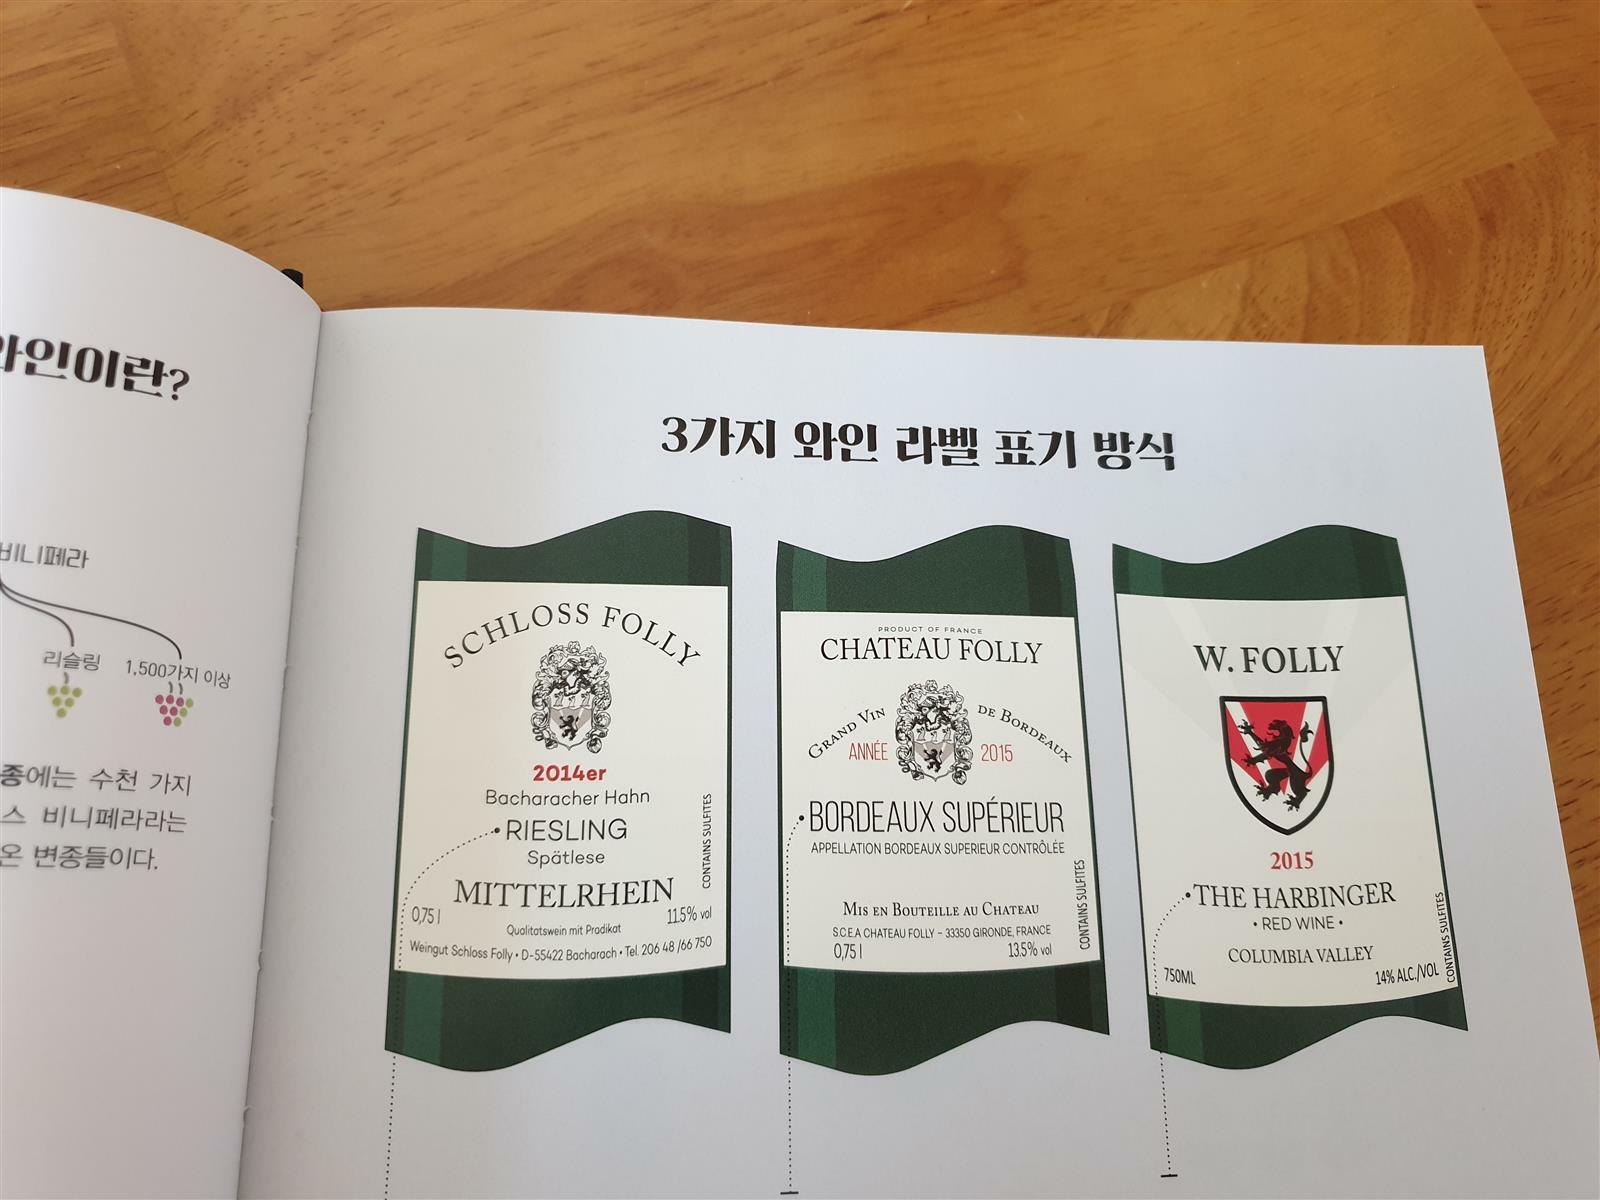 와인이란?
비니페라
리슬링
1,500가지 이상
종에는 수천 가지
스 비니페라라는
온 변종들이다.
3가지 와인 라벨 표기 방식
SCHLOSS FOLLY
2014er
Bacharacher Hahn
RIESLING
Spätlese
MITTELRHEIN
0,75 l
11.5% vol
Qualitatswein mit Pradikat
Weingut Schloss Folly • D-55422 Bacharach • Tel. 206 48 /66 750
CONTAINS SULFITES
PRODUCT OF FRANCE
CHATEAU FOLLY
GRAND VIN DE BORDEAUX
ANNÉE 2015
BORDEAUX SUPÉRIEUR
APPELLATION BORDEAUX SUPERIEUR CONTRÔLÉE
MIS EN BOUTEILLE AU CHATEAU
S.C.E.A CHATEAU FOLLY – 33350 GIRONDE, FRANCE
0,75 l
13.5% vol
CONTAINS SULFITES
W. FOLLY
2015
THE HARBINGER
• RED WINE •
COLUMBIA VALLEY
750ML
14% ALC./VOL
CONTAINS SULFITES